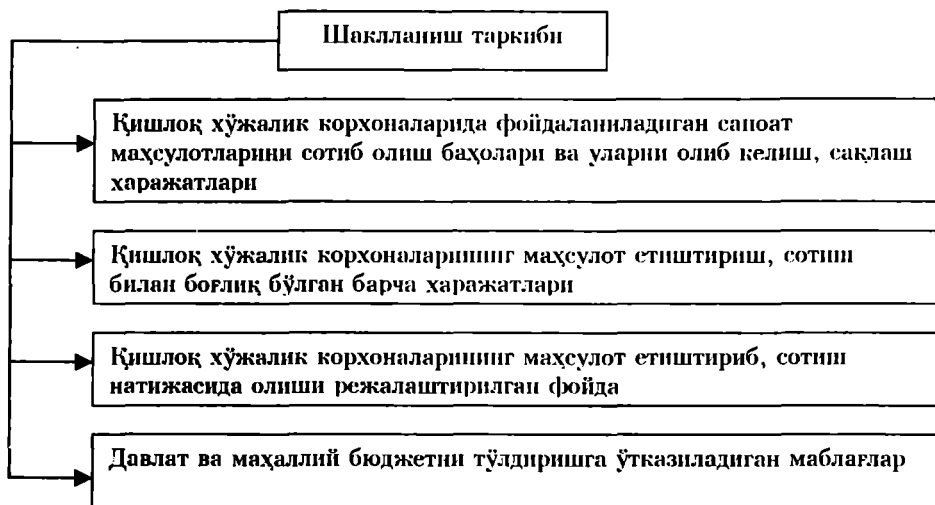 Шаклланиш таркиби
Қишлоқ хўжалик корхоналарида фойдаланиладиган саноат
маҳсулотларини сотиб олиш баҳолари ва уларни олиб келиш, сақлаш
харажатлари
Қишлоқ хўжалик корхоналарининг маҳсулот етиштириш, сотиш
билан боғлиқ бўлган барча харажатлари
Қишлоқ хўжалик корхоналарининг маҳсулот етиштириб, сотиш
натижасида олиши режалаштирилган фойда
Давлат ва маҳаллий бюджетни тўлдиришга ўтказиладиган маблағлар